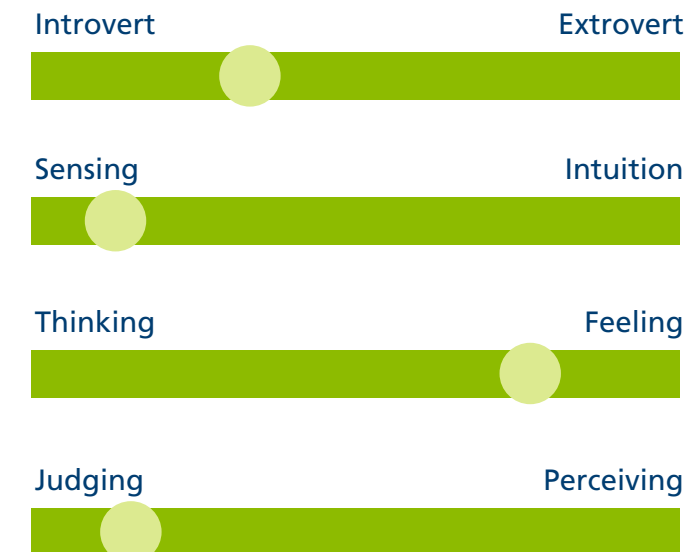 Introvert Extrovert
Sensing Intuition
Thinking Feeling
Judging Perceiving